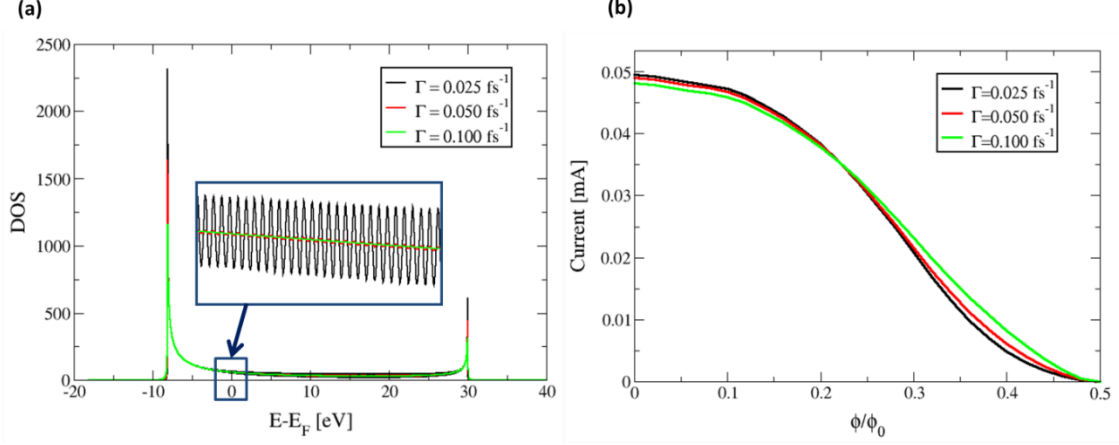 (a)
2500
2000
1500
1000
500
0
DOS
-20 -10 0 10 20 30 40
E-E_F [eV]
Γ = 0.025 fs⁻¹
Γ = 0.050 fs⁻¹
Γ = 0.100 fs⁻¹
(b)
0.05
0.04
0.03
0.02
0.01
0
Current [mA]
0 0.1 0.2 0.3 0.4 0.5
ϕ/ϕ₀
Γ=0.025 fs⁻¹
Γ=0.050 fs⁻¹
Γ=0.100 fs⁻¹